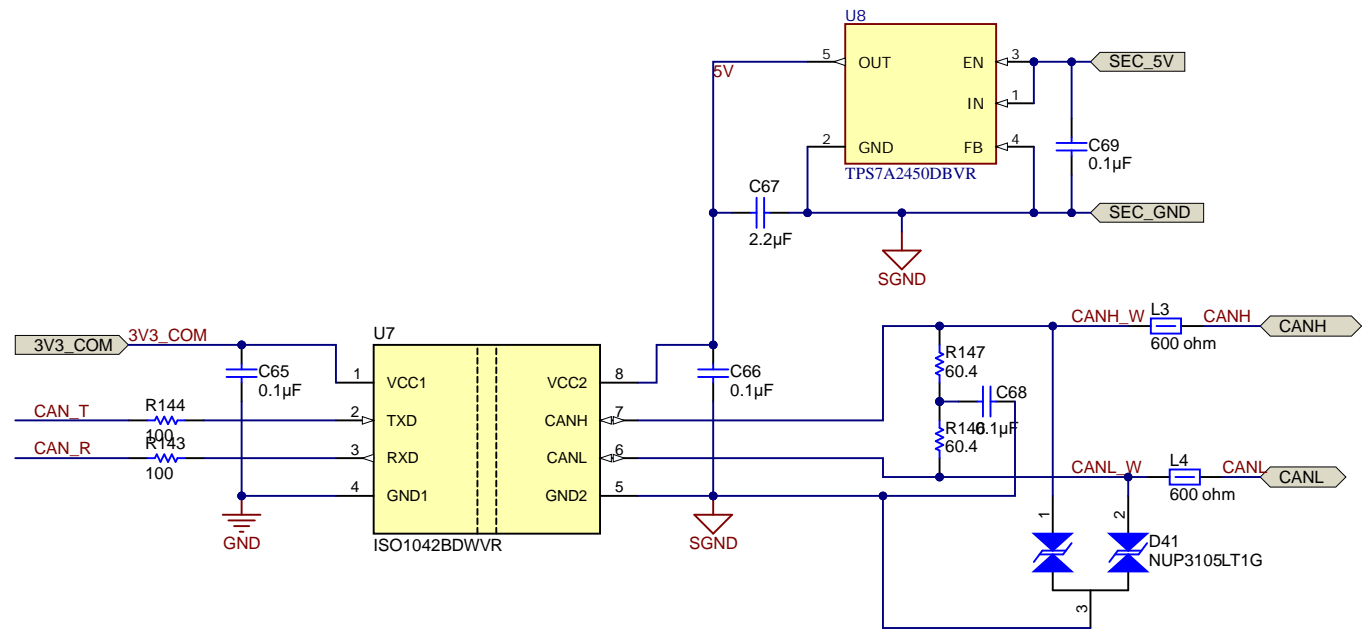 U8
5V
5
OUT
EN
3
SEC_5V
IN
1
2
GND
FB
4
C69
0.1µF
TPS7A2450DBVR
C67
2.2µF
SEC_GND
SGND
3V3_COM
3V3_COM
U7
C65
0.1µF
1
VCC1
VCC2
8
C66
0.1µF
CAN_T
R144
100
2
TXD
CANH
7
CAN_R
R143
100
3
RXD
CANL
6
4
GND1
GND2
5
GND
ISO1042BDWVR
SGND
CANH_W
L3
600 ohm
CANH
CANH
R147
60.4
C68
0.1µF
60.4
CANL_W
L4
600 ohm
CANL
CANL
1
2
D41
NUP3105LT1G
3